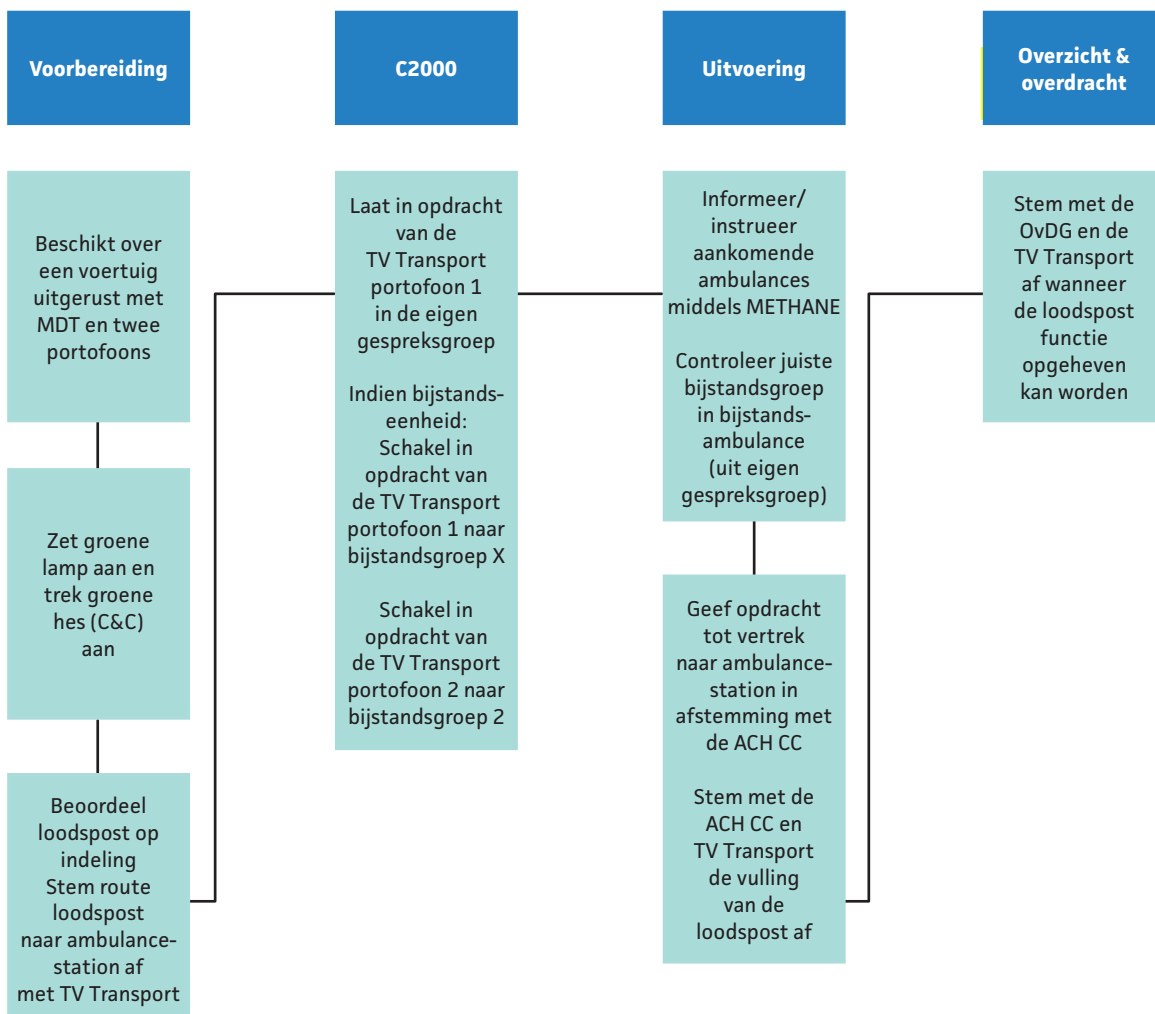 Voorbereiding
Beschikt over
een voertuig
uitgerust met
MDT en twee
portofoons
Zet groene
lamp aan en
trek groene
hes (C&C)
aan
Beoordeel
loodspost op
indeling
Stem route
loodspost
naar ambulance-
station af
met TV Transport
C2000
Laat in opdracht
van de
TV Transport
portofoon 1
in de eigen
gespreksgroep
Indien bijstands-
eenheid:
Schakel in
opdracht van
de TV Transport
portofoon 1 naar
bijstandsgroep X
Schakel in
opdracht van
de TV Transport
portofoon 2 naar
bijstandsgroep 2
Uitvoering
Informeer/
instrueer
aankomende
ambulances
middels METHANE
Controleer juiste
bijstandsgroep
in bijstands-
ambulance
(uit eigen
gespreksgroep)
Geef opdracht
tot vertrek
naar ambulance-
station in
afstemming met
de ACH CC
Stem met de
ACH CC en
TV Transport
de vulling
van de
loodspost af
Overzicht &
overdracht
Stem met de
OvDG en de
TV Transport
af wanneer
de loodspost
functie
opgeheven
kan worden